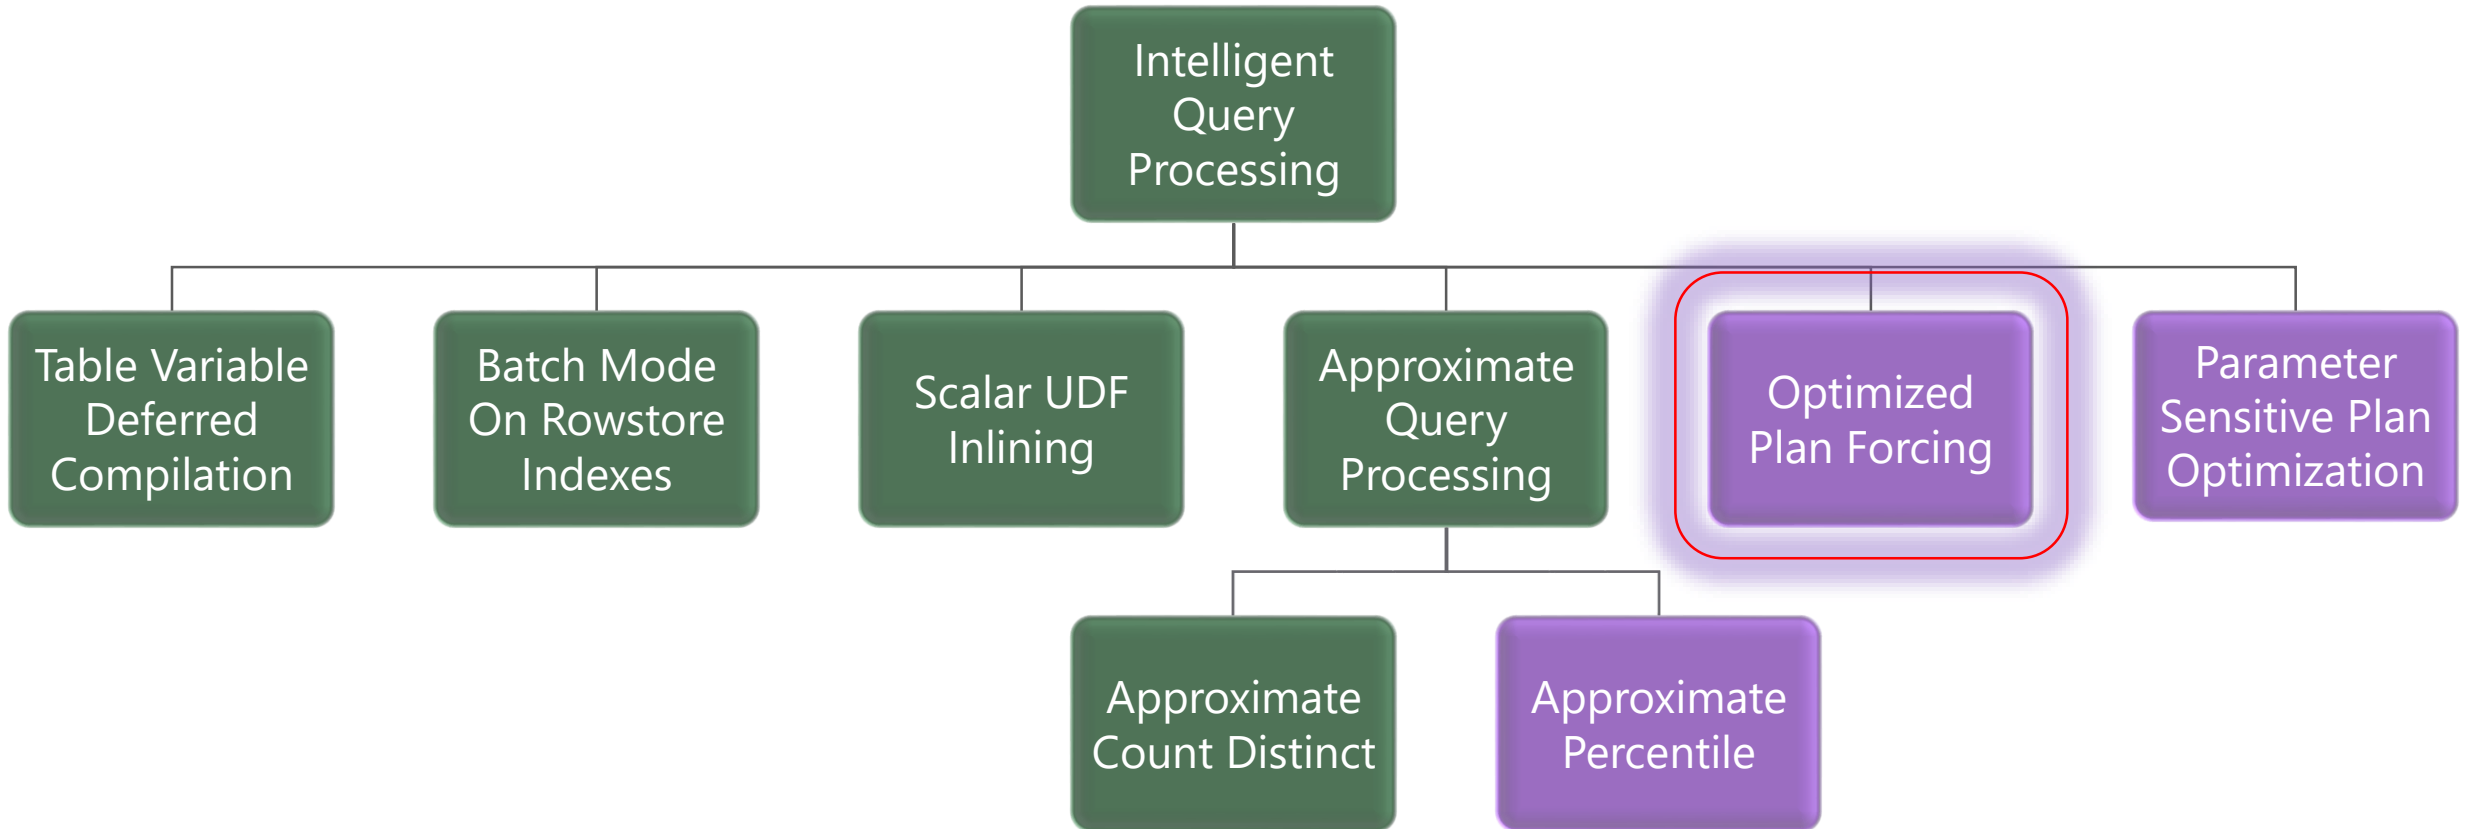 Intelligent
Query
Processing
Table Variable
Deferred
Compilation
Batch Mode
On Rowstore
Indexes
Scalar UDF
Inlining
Approximate
Query
Processing
Optimized
Plan Forcing
Parameter
Sensitive Plan
Optimization
Approximate
Count Distinct
Approximate
Percentile